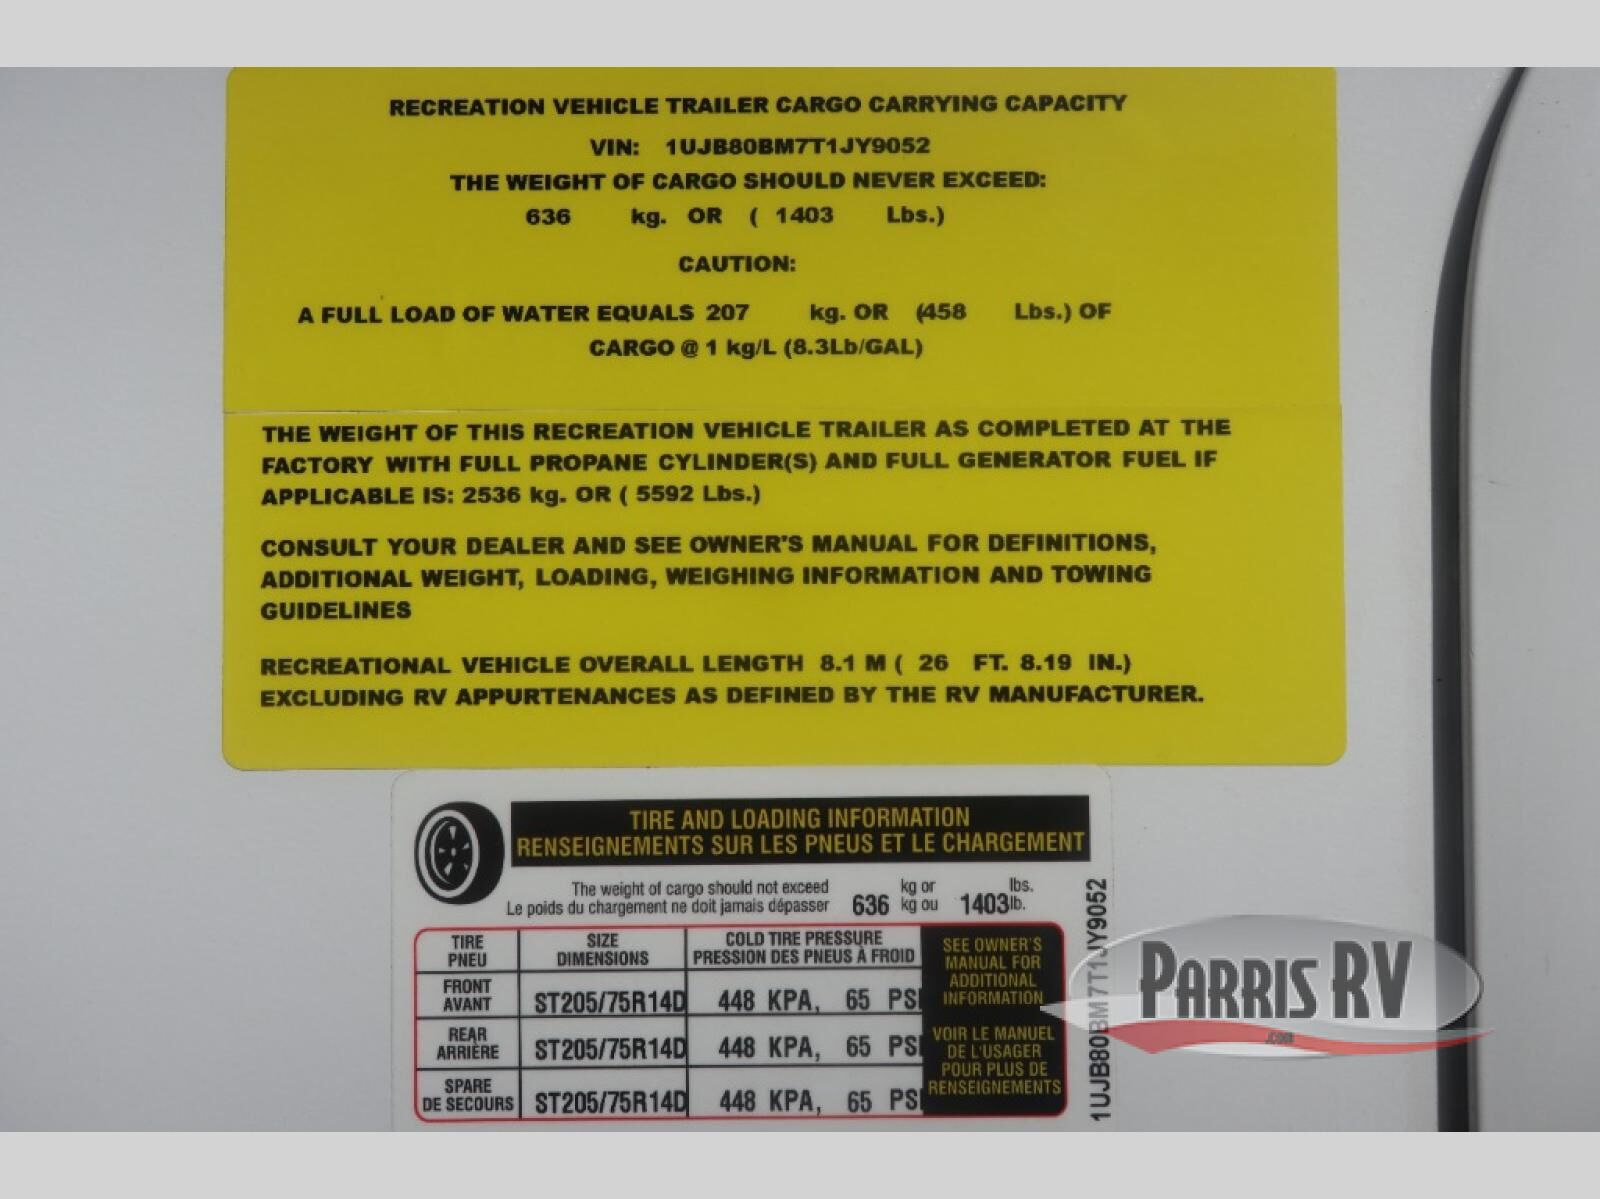 RECREATION VEHICLE TRAILER CARGO CARRYING CAPACITY
VIN: 1UJB80BM7T1JY9052
THE WEIGHT OF CARGO SHOULD NEVER EXCEED:
636 kg. OR ( 1403 Lbs.)
CAUTION:
A FULL LOAD OF WATER EQUALS 207 kg. OR (458 Lbs.) OF
CARGO @ 1 kg/L (8.3Lb/GAL)
THE WEIGHT OF THIS RECREATION VEHICLE TRAILER AS COMPLETED AT THE
FACTORY WITH FULL PROPANE CYLINDER(S) AND FULL GENERATOR FUEL IF
APPLICABLE IS: 2536 kg. OR ( 5592 Lbs.)
CONSULT YOUR DEALER AND SEE OWNER'S MANUAL FOR DEFINITIONS,
ADDITIONAL WEIGHT, LOADING, WEIGHING INFORMATION AND TOWING
GUIDELINES
RECREATIONAL VEHICLE OVERALL LENGTH 8.1 M ( 26 FT. 8.19 IN.)
EXCLUDING RV APPURTENANCES AS DEFINED BY THE RV MANUFACTURER.
TIRE AND LOADING INFORMATION
RENSEIGNEMENTS SUR LES PNEUS ET LE CHARGEMENT
The weight of cargo should not exceed 636 kg or 1403 lbs.
Le poids du chargement ne doit jamais dépasser kg ou lb.
TIRE SIZE COLD TIRE PRESSURE
PNEU DIMENSIONS PRESSION DES PNEUS À FROID
FRONT
AVANT ST205/75R14D 448 KPA, 65 PSI
REAR
ARRIÈRE ST205/75R14D 448 KPA, 65 PSI
SPARE
DE SECOURS ST205/75R14D 448 KPA, 65 PSI
SEE OWNER'S
MANUAL FOR
ADDITIONAL
INFORMATION
VOIR LE MANUEL
DE L'USAGER
POUR PLUS DE
RENSEIGNEMENTS
1UJB80BM7T1JY9052
PARRIS RV
.COM